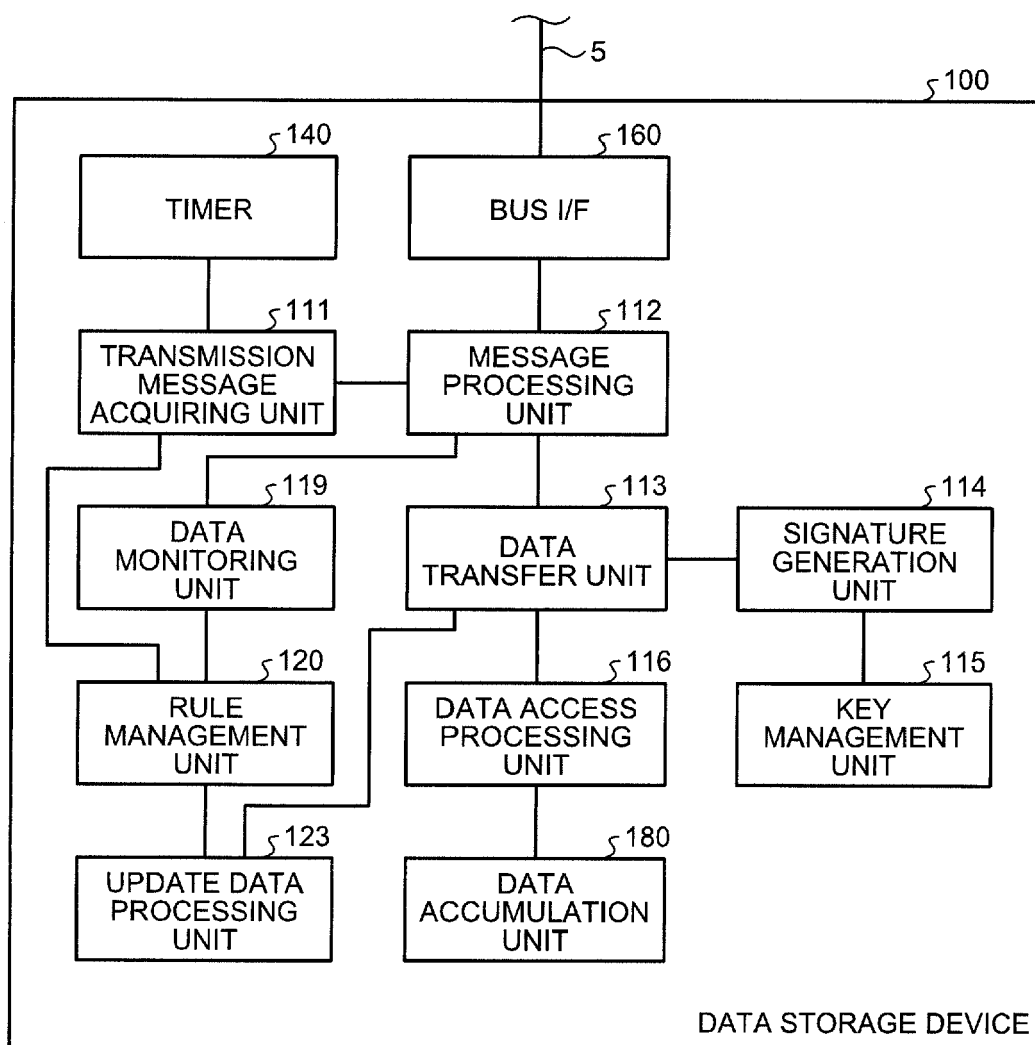 5
100
140
160
TIMER
BUS I/F
111
112
TRANSMISSION
MESSAGE
ACQUIRING UNIT
MESSAGE
PROCESSING
UNIT
119
113
114
DATA
MONITORING
UNIT
DATA
TRANSFER UNIT
SIGNATURE
GENERATION
UNIT
120
116
115
RULE
MANAGEMENT
UNIT
DATA ACCESS
PROCESSING
UNIT
KEY
MANAGEMENT
UNIT
123
180
UPDATE DATA
PROCESSING
UNIT
DATA
ACCUMULATION
UNIT
DATA STORAGE DEVICE